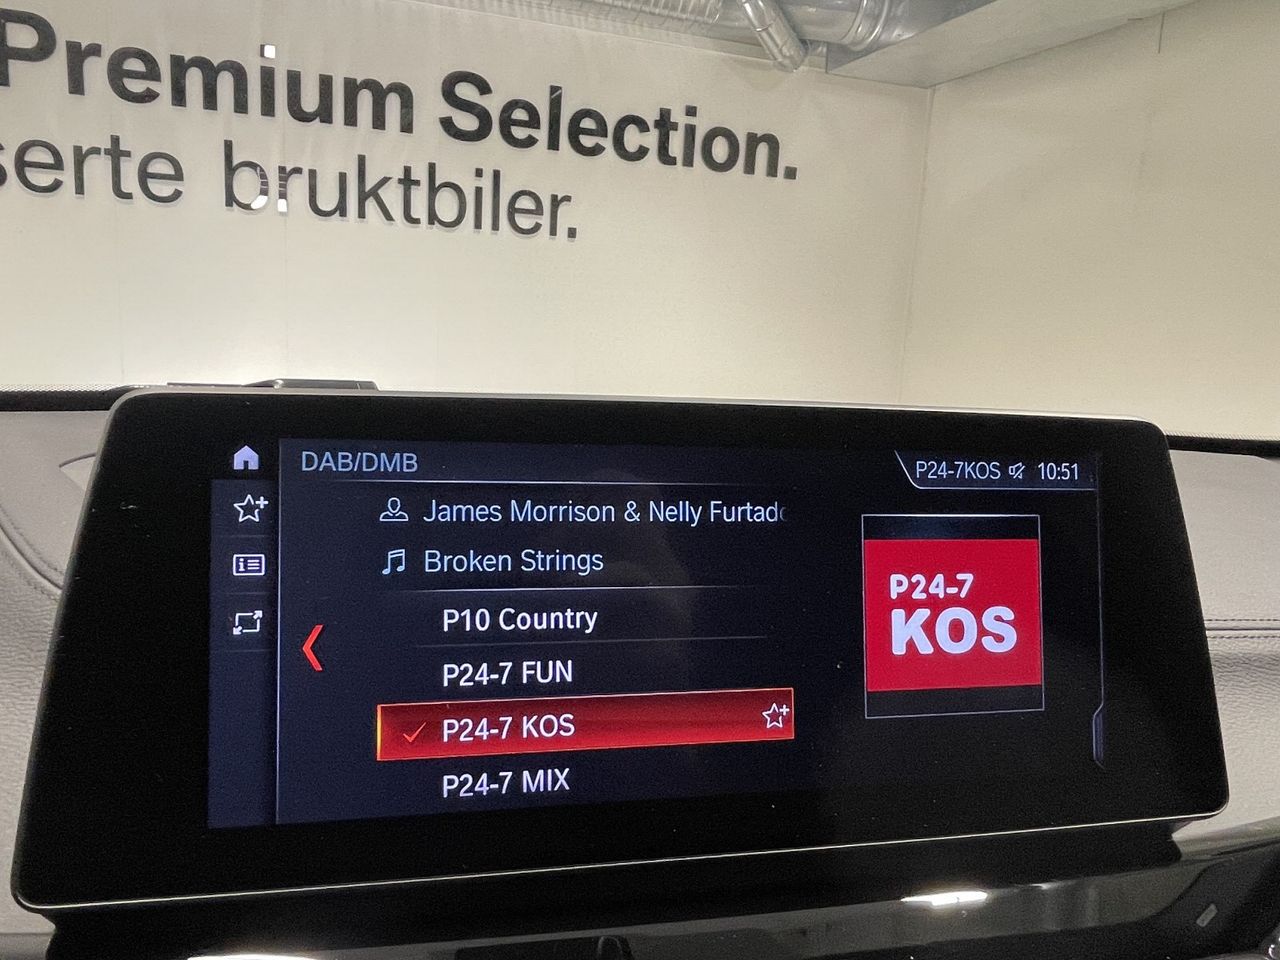 Premium Selection.
serte bruktbiler.
DAB/DMB
P24-7KOS 10:51
James Morrison & Nelly Furtado
Broken Strings
P10 Country
P24-7 FUN
P24-7 KOS
P24-7 MIX
P24-7
KOS